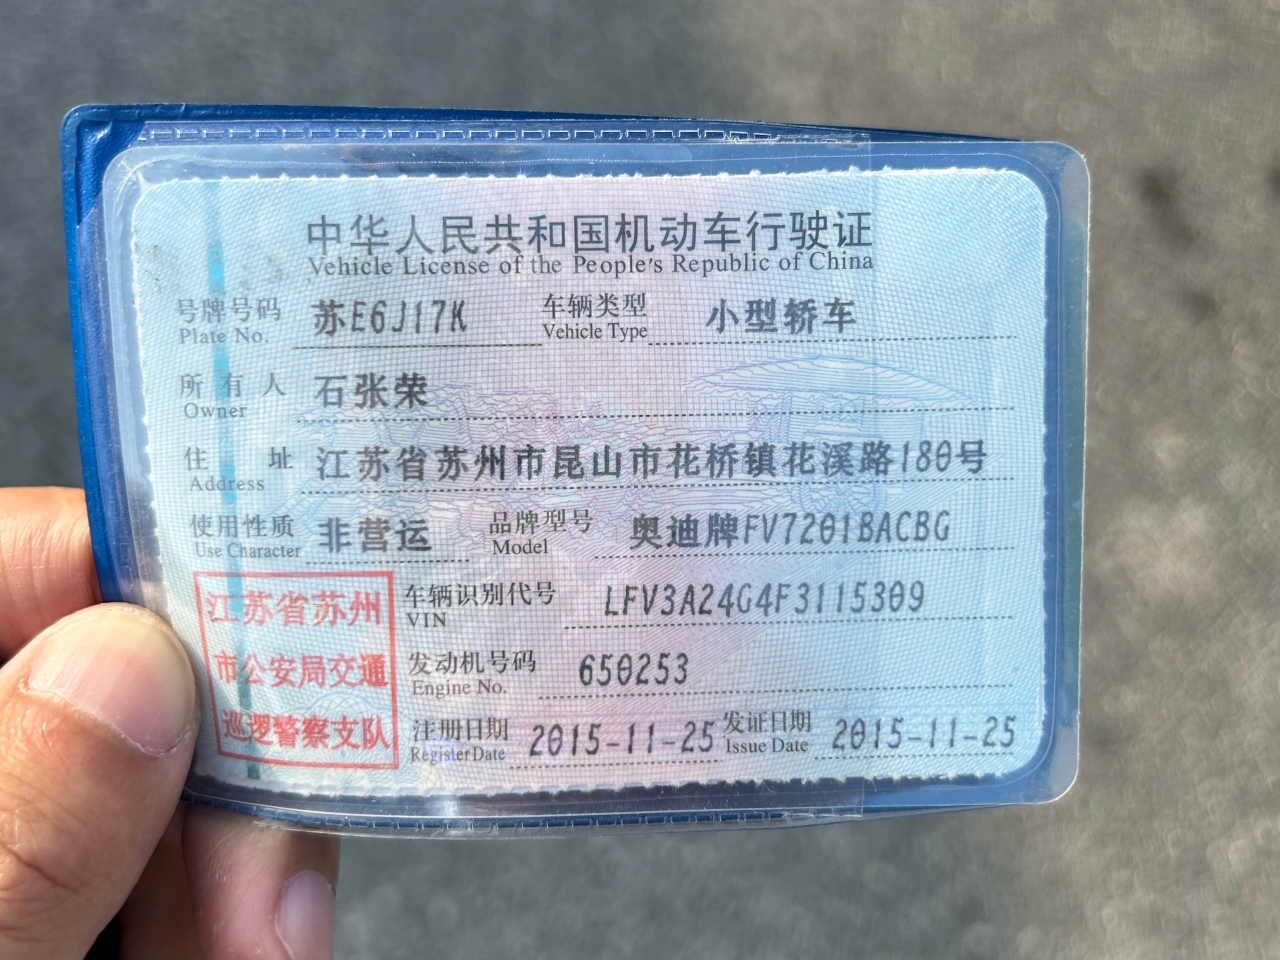 中华人民共和国机动车行驶证
Vehicle License of the People's Republic of China
号牌号码 苏E6J17K 车辆类型 小型轿车
Plate No. Vehicle Type
所有人 石张荣
Owner
住址 江苏省苏州市昆山市花桥镇花溪路180号
Address
使用性质 非营运 品牌型号 奥迪牌FV7201BACBG
Use Character Model
江苏省苏州
市公安局交通
巡逻警察支队
车辆识别代号 LFV3A24G4F3115309
VIN
发动机号码 650253
Engine No.
注册日期 2015-11-25 发证日期 2015-11-25
Register Date Issue Date